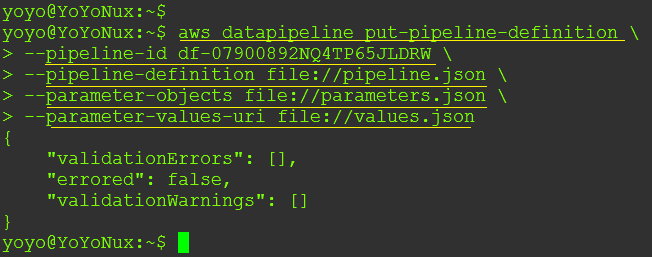 yoyo@YoYoNux:~$
yoyo@YoYoNux:~$ aws datapipeline put-pipeline-definition \
> --pipeline-id df-07900892NQ4TP65JLDRW \
> --pipeline-definition file://pipeline.json \
> --parameter-objects file://parameters.json \
> --parameter-values-uri file://values.json
{
    "validationErrors": [],
    "errored": false,
    "validationWarnings": []
}
yoyo@YoYoNux:~$